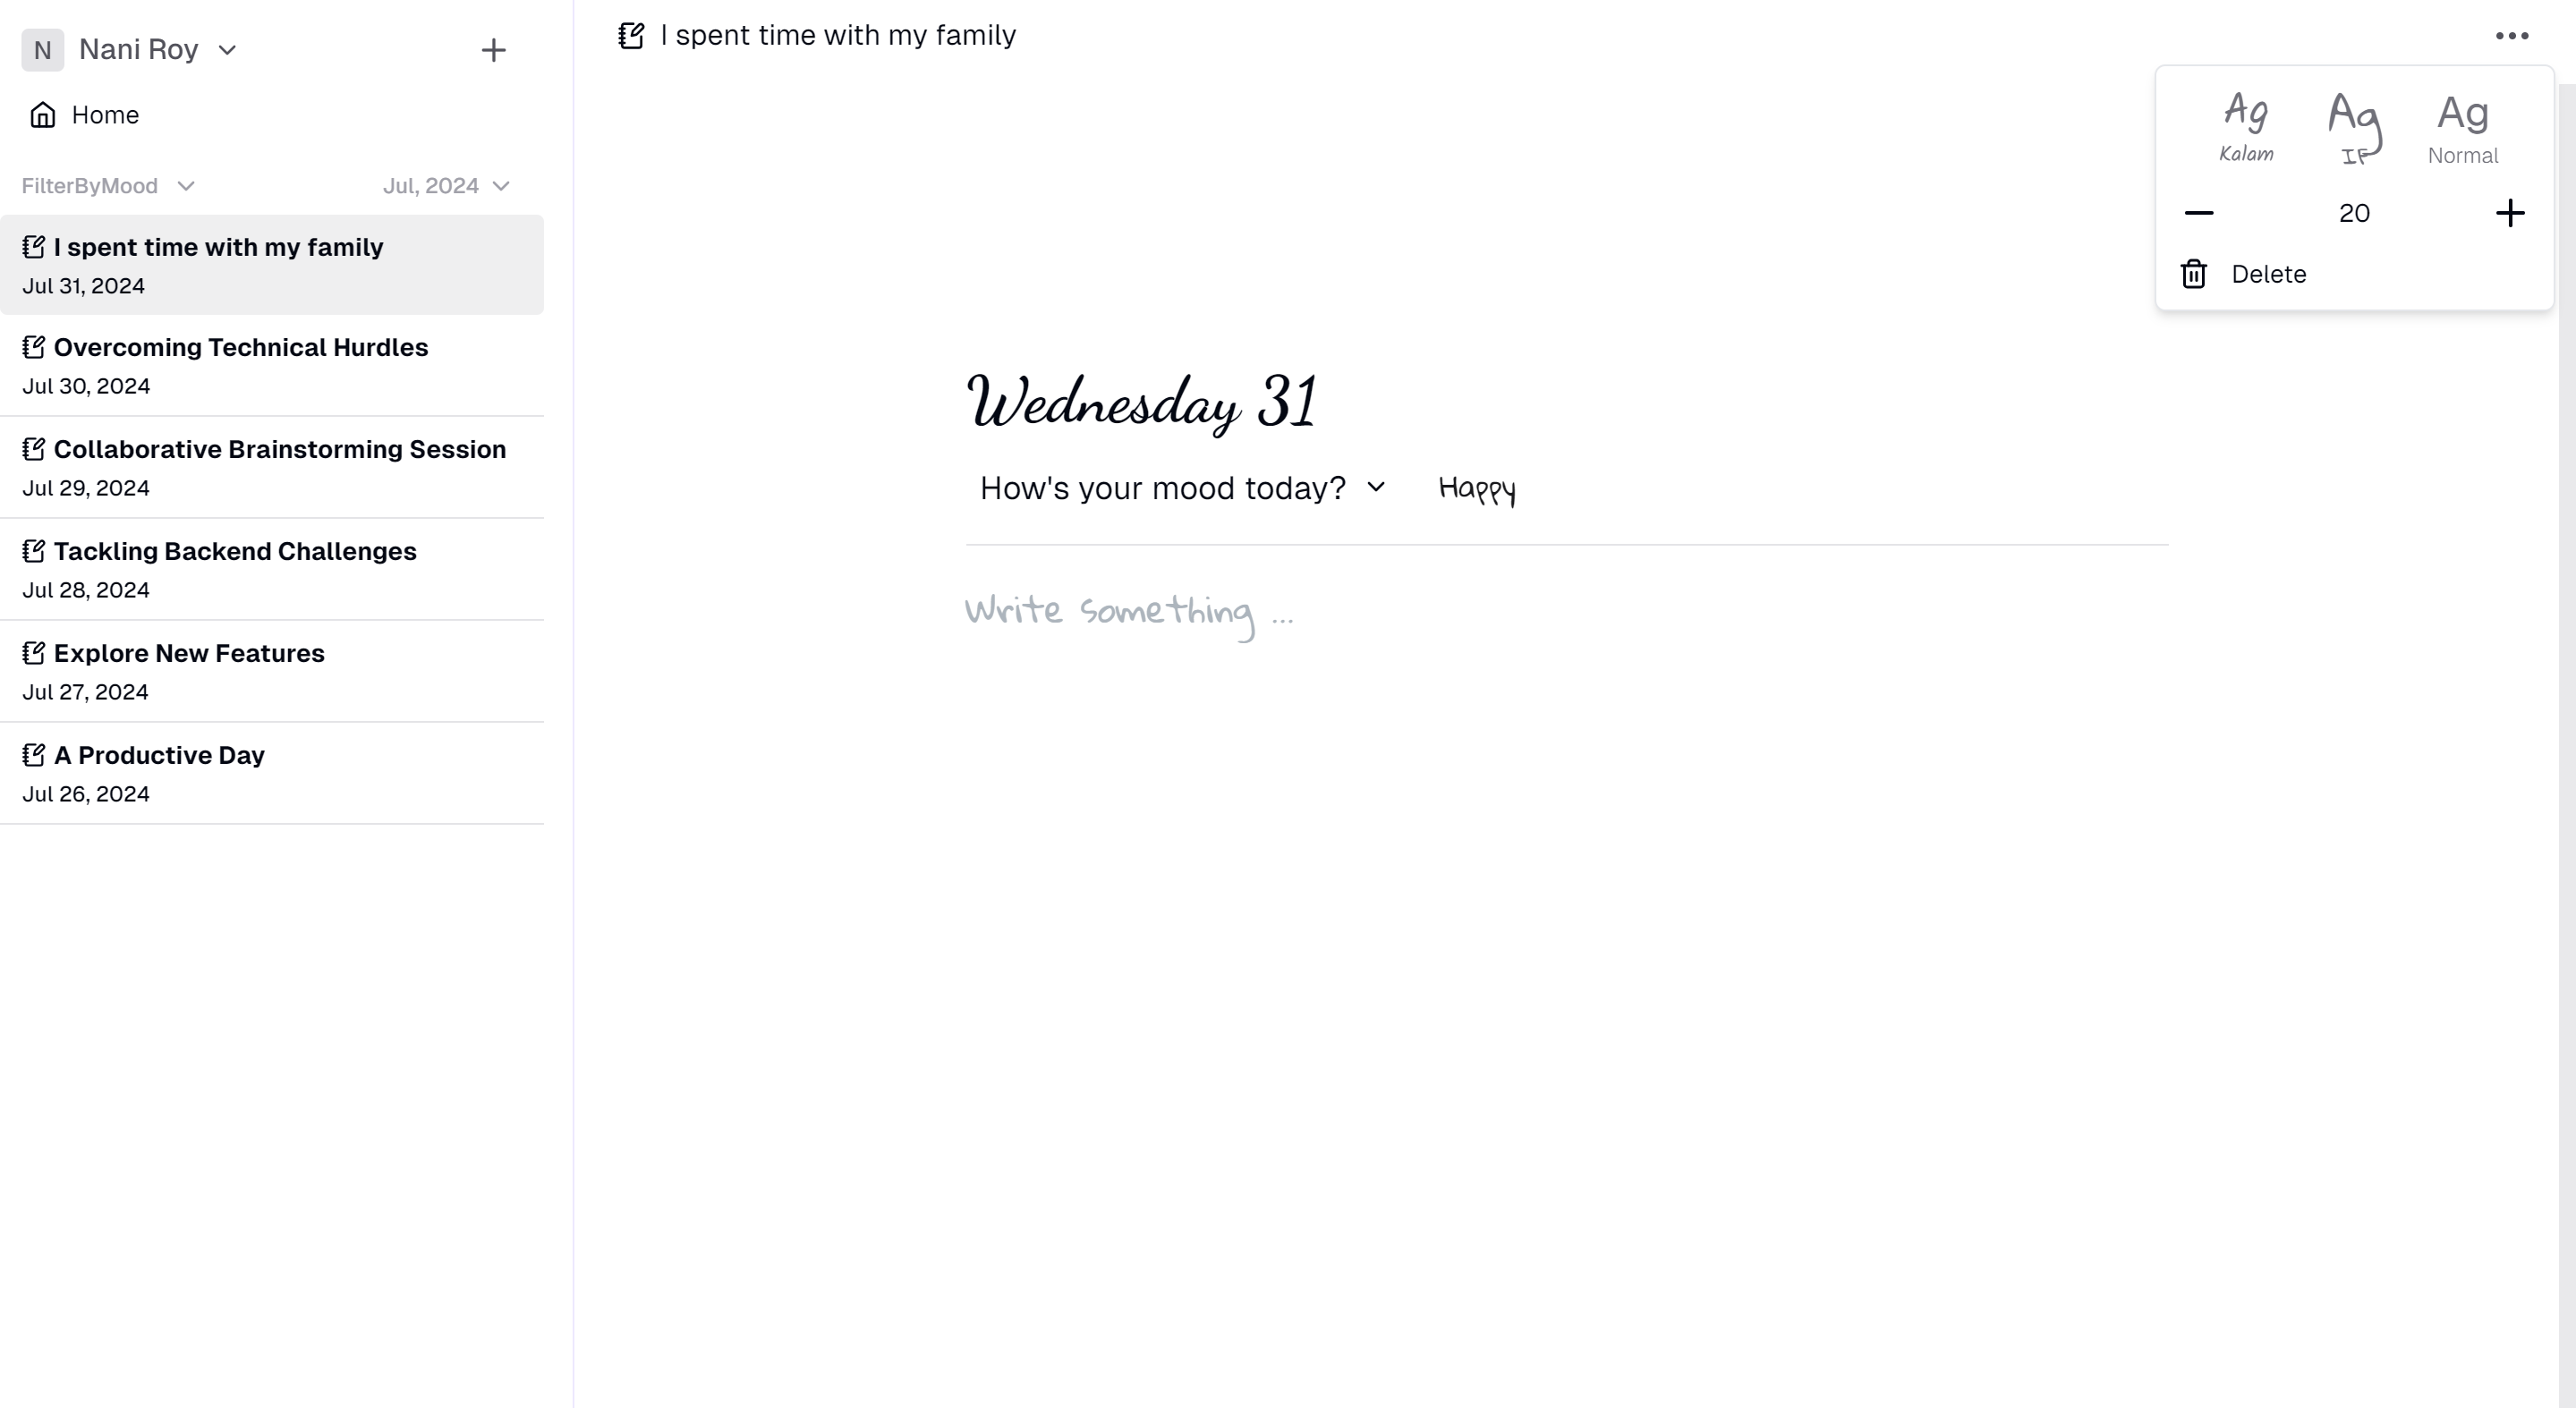 N Nani Roy
Home
FilterByMood Jul, 2024
I spent time with my family
Jul 31, 2024
Overcoming Technical Hurdles
Jul 30, 2024
Collaborative Brainstorming Session
Jul 29, 2024
Tackling Backend Challenges
Jul 28, 2024
Explore New Features
Jul 27, 2024
A Productive Day
Jul 26, 2024
I spent time with my family
Ag Ag Ag
Kalam IF Normal
20
Delete
Wednesday 31
How's your mood today? Happy
Write something ...